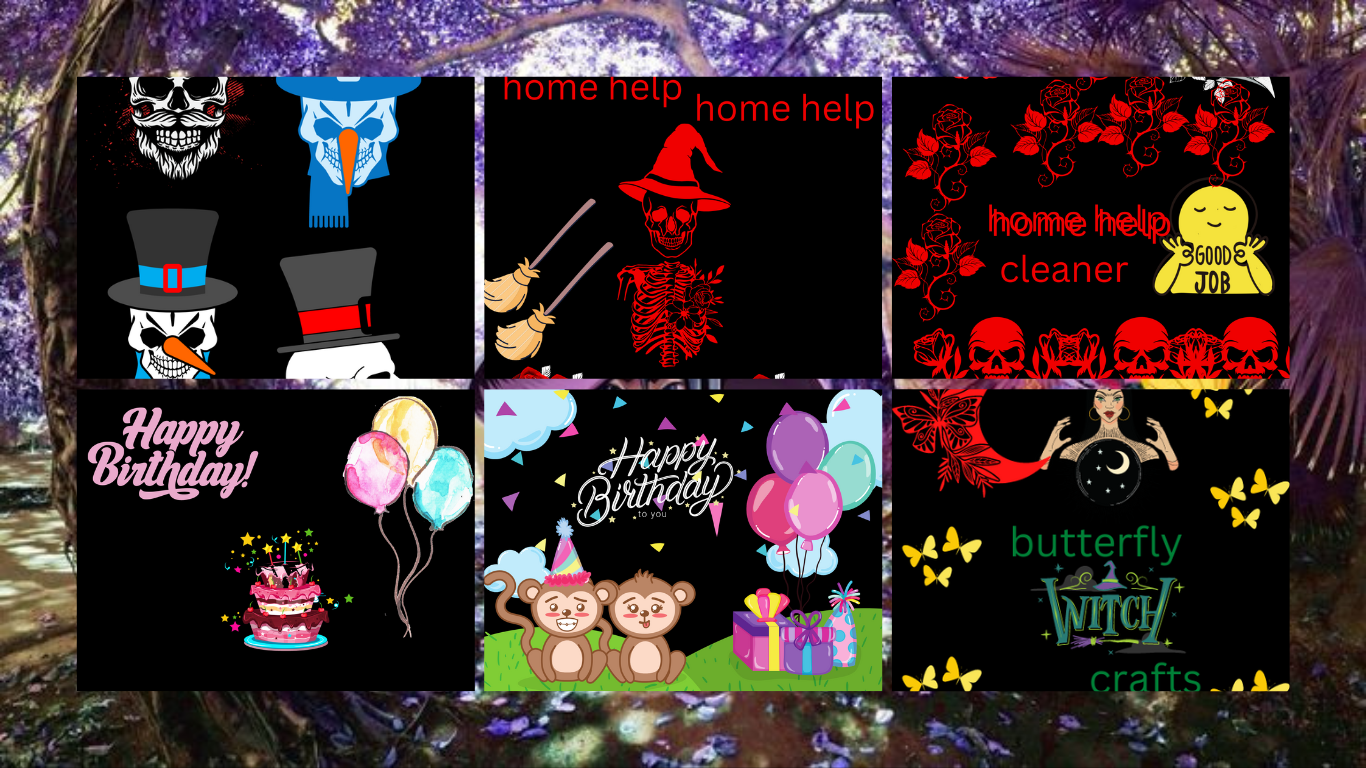 home help
home help
home help
cleaner
GOOD
JOB
Happy
Birthday!
Happy
Birthday
to you
butterfly
WITCH
crafts